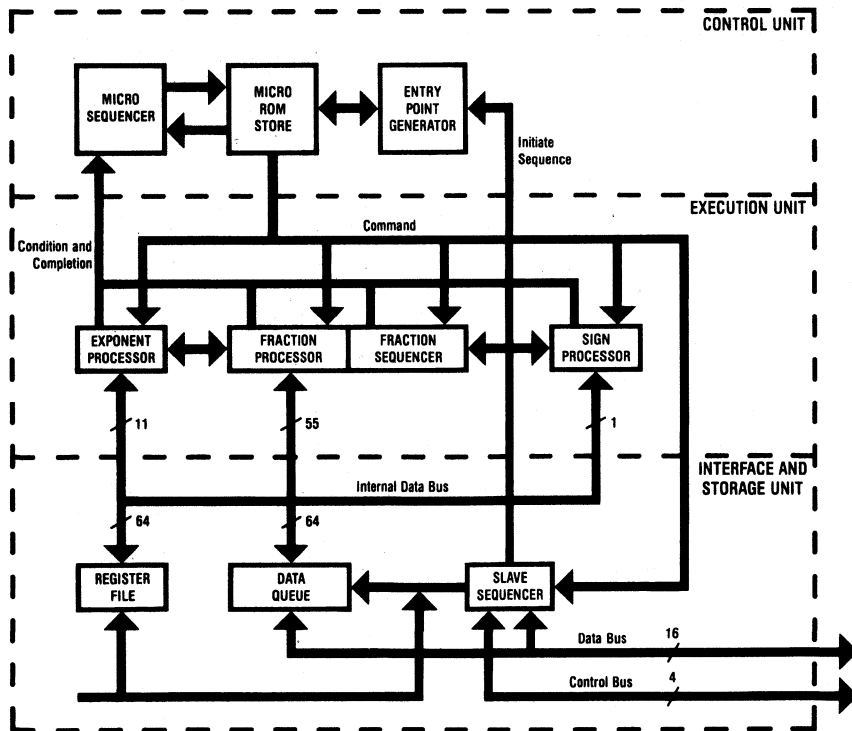 CONTROL UNIT
MICRO
SEQUENCER
MICRO
ROM
STORE
ENTRY
POINT
GENERATOR
Initiate
Sequence
EXECUTION UNIT
Command
Condition and
Completion
EXPONENT
PROCESSOR
FRACTION
PROCESSOR
FRACTION
SEQUENCER
SIGN
PROCESSOR
11
55
1
INTERFACE AND
STORAGE UNIT
Internal Data Bus
64
64
REGISTER
FILE
DATA
QUEUE
SLAVE
SEQUENCER
Data Bus
16
Control Bus
4